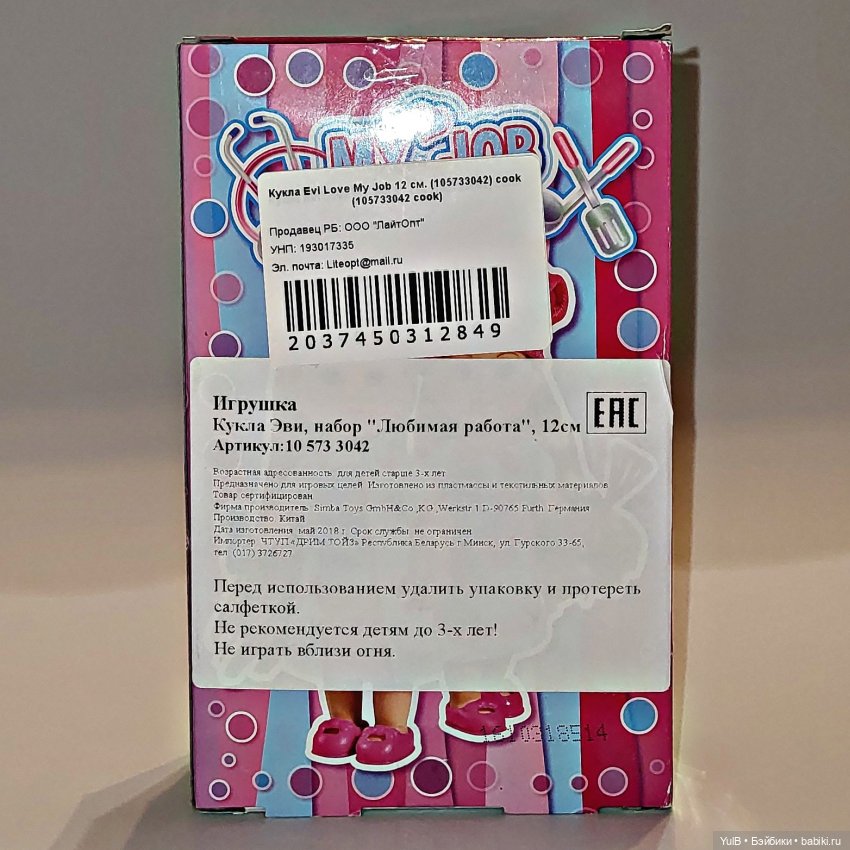 MY JOB
Кукла Evi Love My Job 12 см. (105733042) cook
(105733042 cook)
Продавец РБ: ООО "ЛайтОпт"
УНП: 193017335
Эл. почта: Liteopt@mail.ru
2037450312849
Игрушка
Кукла Эви, набор "Любимая работа", 12см
EAC
Артикул:10 573 3042
Возрастная адресованность: для детей старше 3-х лет
Предназначено для игровых целей. Изготовлено из пластмассы и текстильных материалов.
Товар сертифицирован.
Фирма производитель: Simba Toys GmbH&Co.,KG.,Werkstr 1 D-90765 Furth. Германия
Производство: Китай
Дата изготовления: май 2018 г. Срок службы: не ограничен
Импортер: ЧТУП «ДРИМ ТОЙЗ» Республика Беларусь г.Минск, ул. Гурского 33-65,
тел. (017) 3726727
Перед использованием удалить упаковку и протереть
салфеткой.
Не рекомендуется детям до 3-х лет!
Не играть вблизи огня.
YulB • Бэйбики • babiki.ru